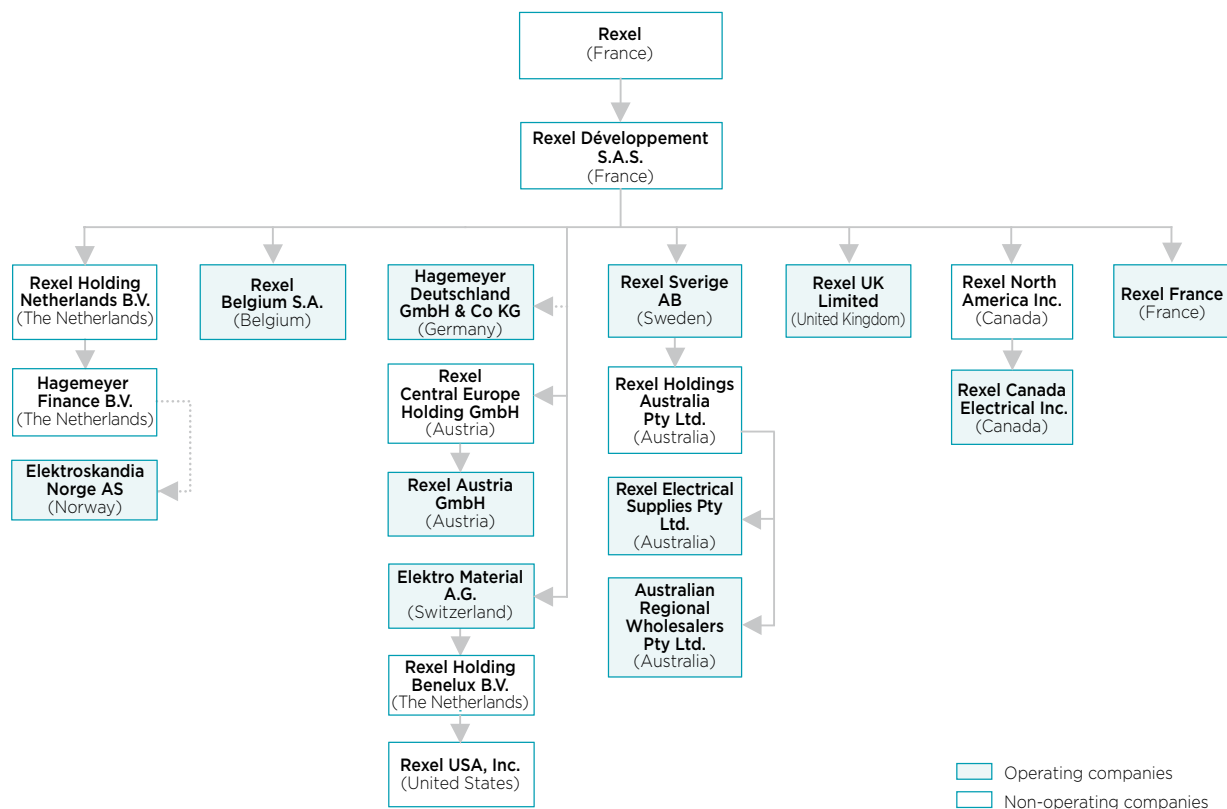 Rexel
(France)
Rexel Développement
S.A.S.
(France)
Rexel Holding
Netherlands B.V.
(The Netherlands)
Rexel
Belgium S.A.
(Belgium)
Hagemeyer
Deutschland
GmbH & Co KG
(Germany)
Rexel Sverige
AB
(Sweden)
Rexel UK
Limited
(United Kingdom)
Rexel North
America Inc.
(Canada)
Rexel France
(France)
Hagemeyer
Finance B.V.
(The Netherlands)
Rexel
Central Europe
Holding GmbH
(Austria)
Rexel Holdings
Australia
Pty Ltd.
(Australia)
Rexel Canada
Electrical Inc.
(Canada)
Elektroskandia
Norge AS
(Norway)
Rexel Austria
GmbH
(Austria)
Rexel Electrical
Supplies Pty
Ltd.
(Australia)
Elektro Material
A.G.
(Switzerland)
Australian
Regional
Wholesalers
Pty Ltd.
(Australia)
Rexel Holding
Benelux B.V.
(The Netherlands)
Rexel USA, Inc.
(United States)
Operating companies
Non-operating companies